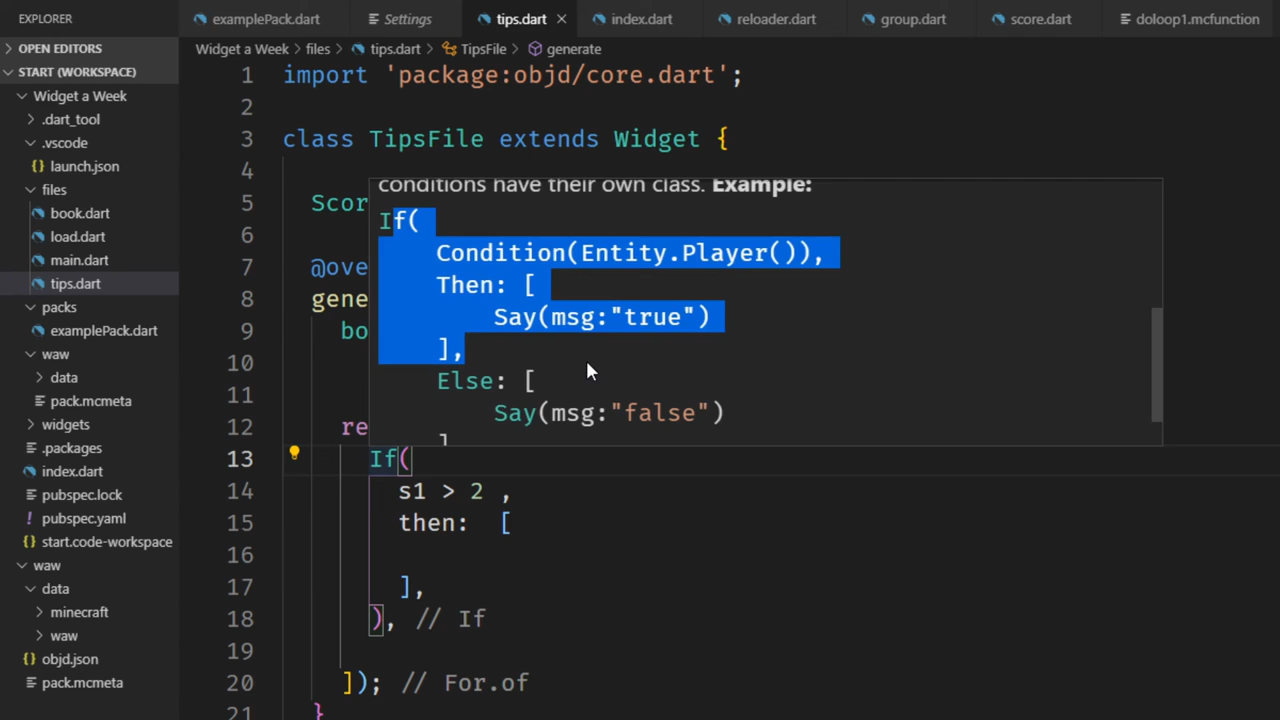 EXPLORER
examplePack.dart
Settings
tips.dart
index.dart
reloader.dart
group.dart
score.dart
doloop1.mcfunction
OPEN EDITORS
START (WORKSPACE)
Widget a Week
.dart_tool
.vscode
launch.json
files
book.dart
load.dart
main.dart
tips.dart
packs
examplePack.dart
waw
data
pack.mcmeta
widgets
.packages
index.dart
pubspec.lock
pubspec.yaml
start.code-workspace
waw
data
minecraft
waw
objd.json
pack.mcmeta
Widget a Week › files › tips.dart › TipsFile › generate
1 import 'package:objd/core.dart';
2
3 class TipsFile extends Widget {
4
5 Scor
6
7 @ove
8 gene
9 bo
10
11
12 re
conditions have their own class. Example:
If(
Condition(Entity.Player()),
Then: [
Say(msg:"true")
],
Else: [
Say(msg:"false")
]
13 If(
14 s1 > 2 ,
15 then: [
16
17 ],
18 ), // If
19
20 ]); // For.of
21 }